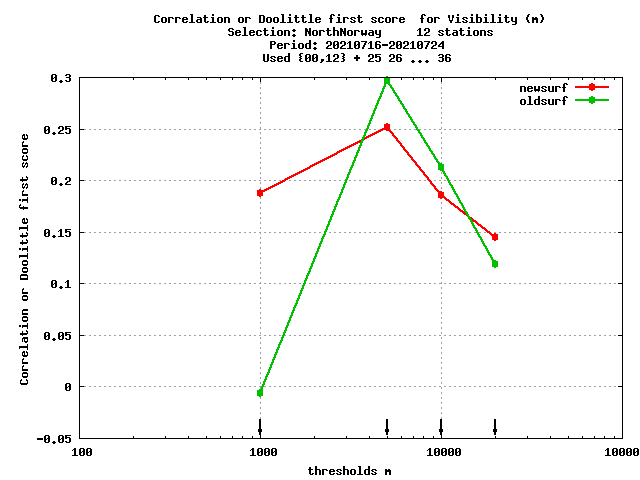 Correlation or Doolittle first score  for Visibility (m)
Selection: NorthNorway     12 stations
Period: 20210716-20210724
Used {00,12} + 25 26 ... 36
newsurf
oldsurf
Correlation or Doolittle first score
0.3
0.25
0.2
0.15
0.1
0.05
0
-0.05
100 1000 10000 10000
thresholds m